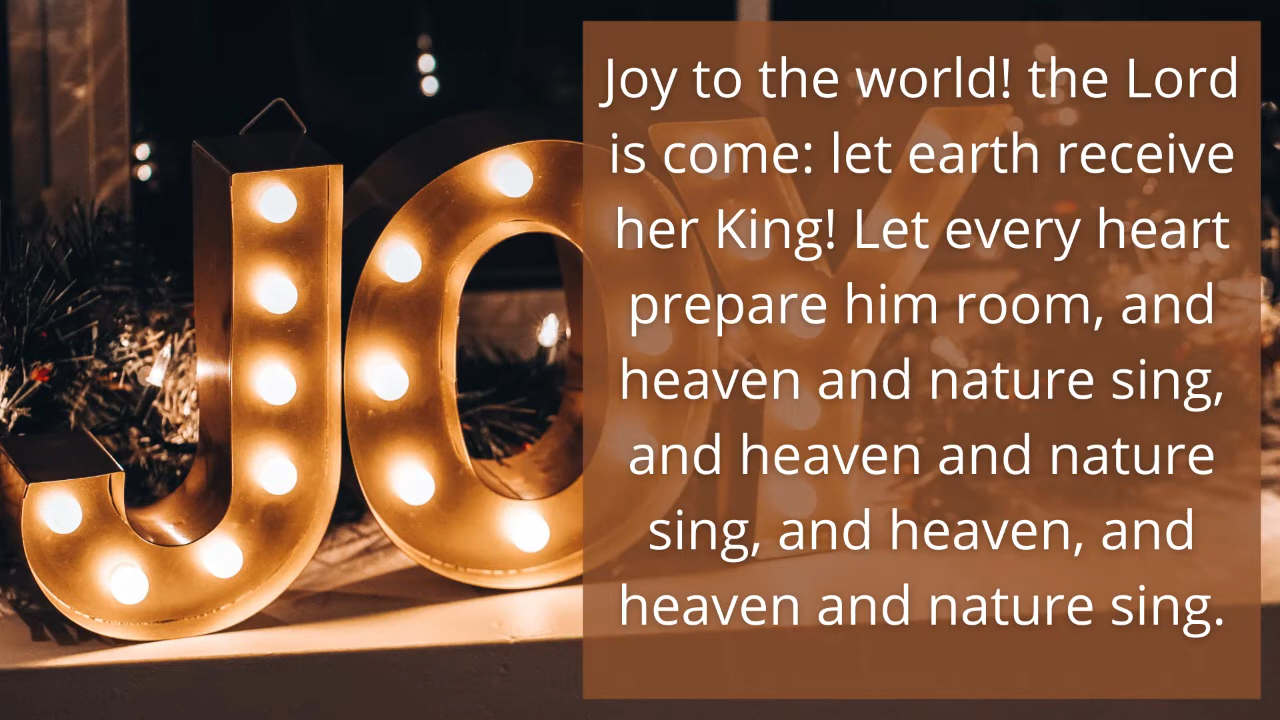 JOY
Joy to the world! the Lord
is come: let earth receive
her King! Let every heart
prepare him room, and
heaven and nature sing,
and heaven and nature
sing, and heaven, and
heaven and nature sing.